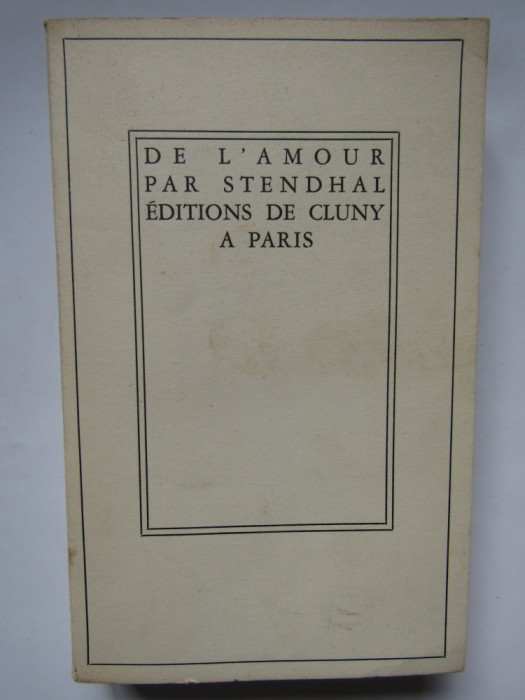 DE L'AMOUR
PAR STENDHAL
ÉDITIONS DE CLUNY
A PARIS